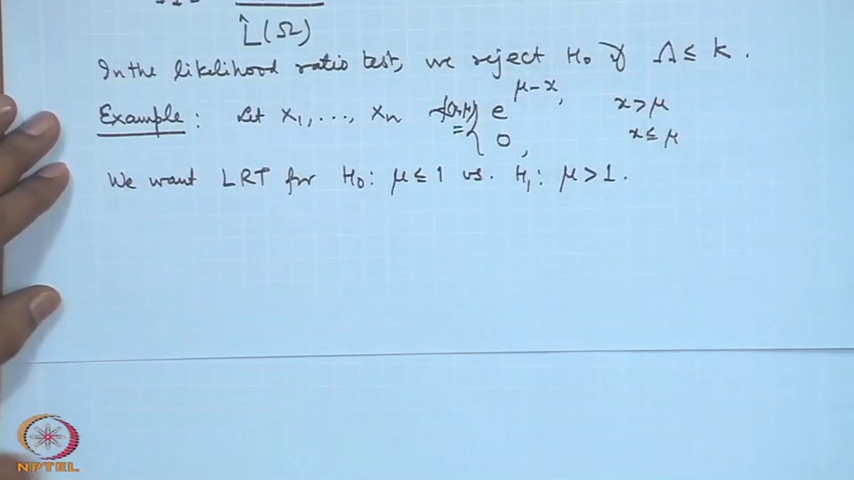 L̂(Ω)
In the likelihood ratio test, we reject H₀ if Λ ≤ k.
Example: Let X₁, ..., Xₙ ~ f(x,μ) = { e^{μ-x}, x > μ
0, x ≤ μ
We want LRT for H₀: μ ≤ 1 vs. H₁: μ > 1.
NPTEL